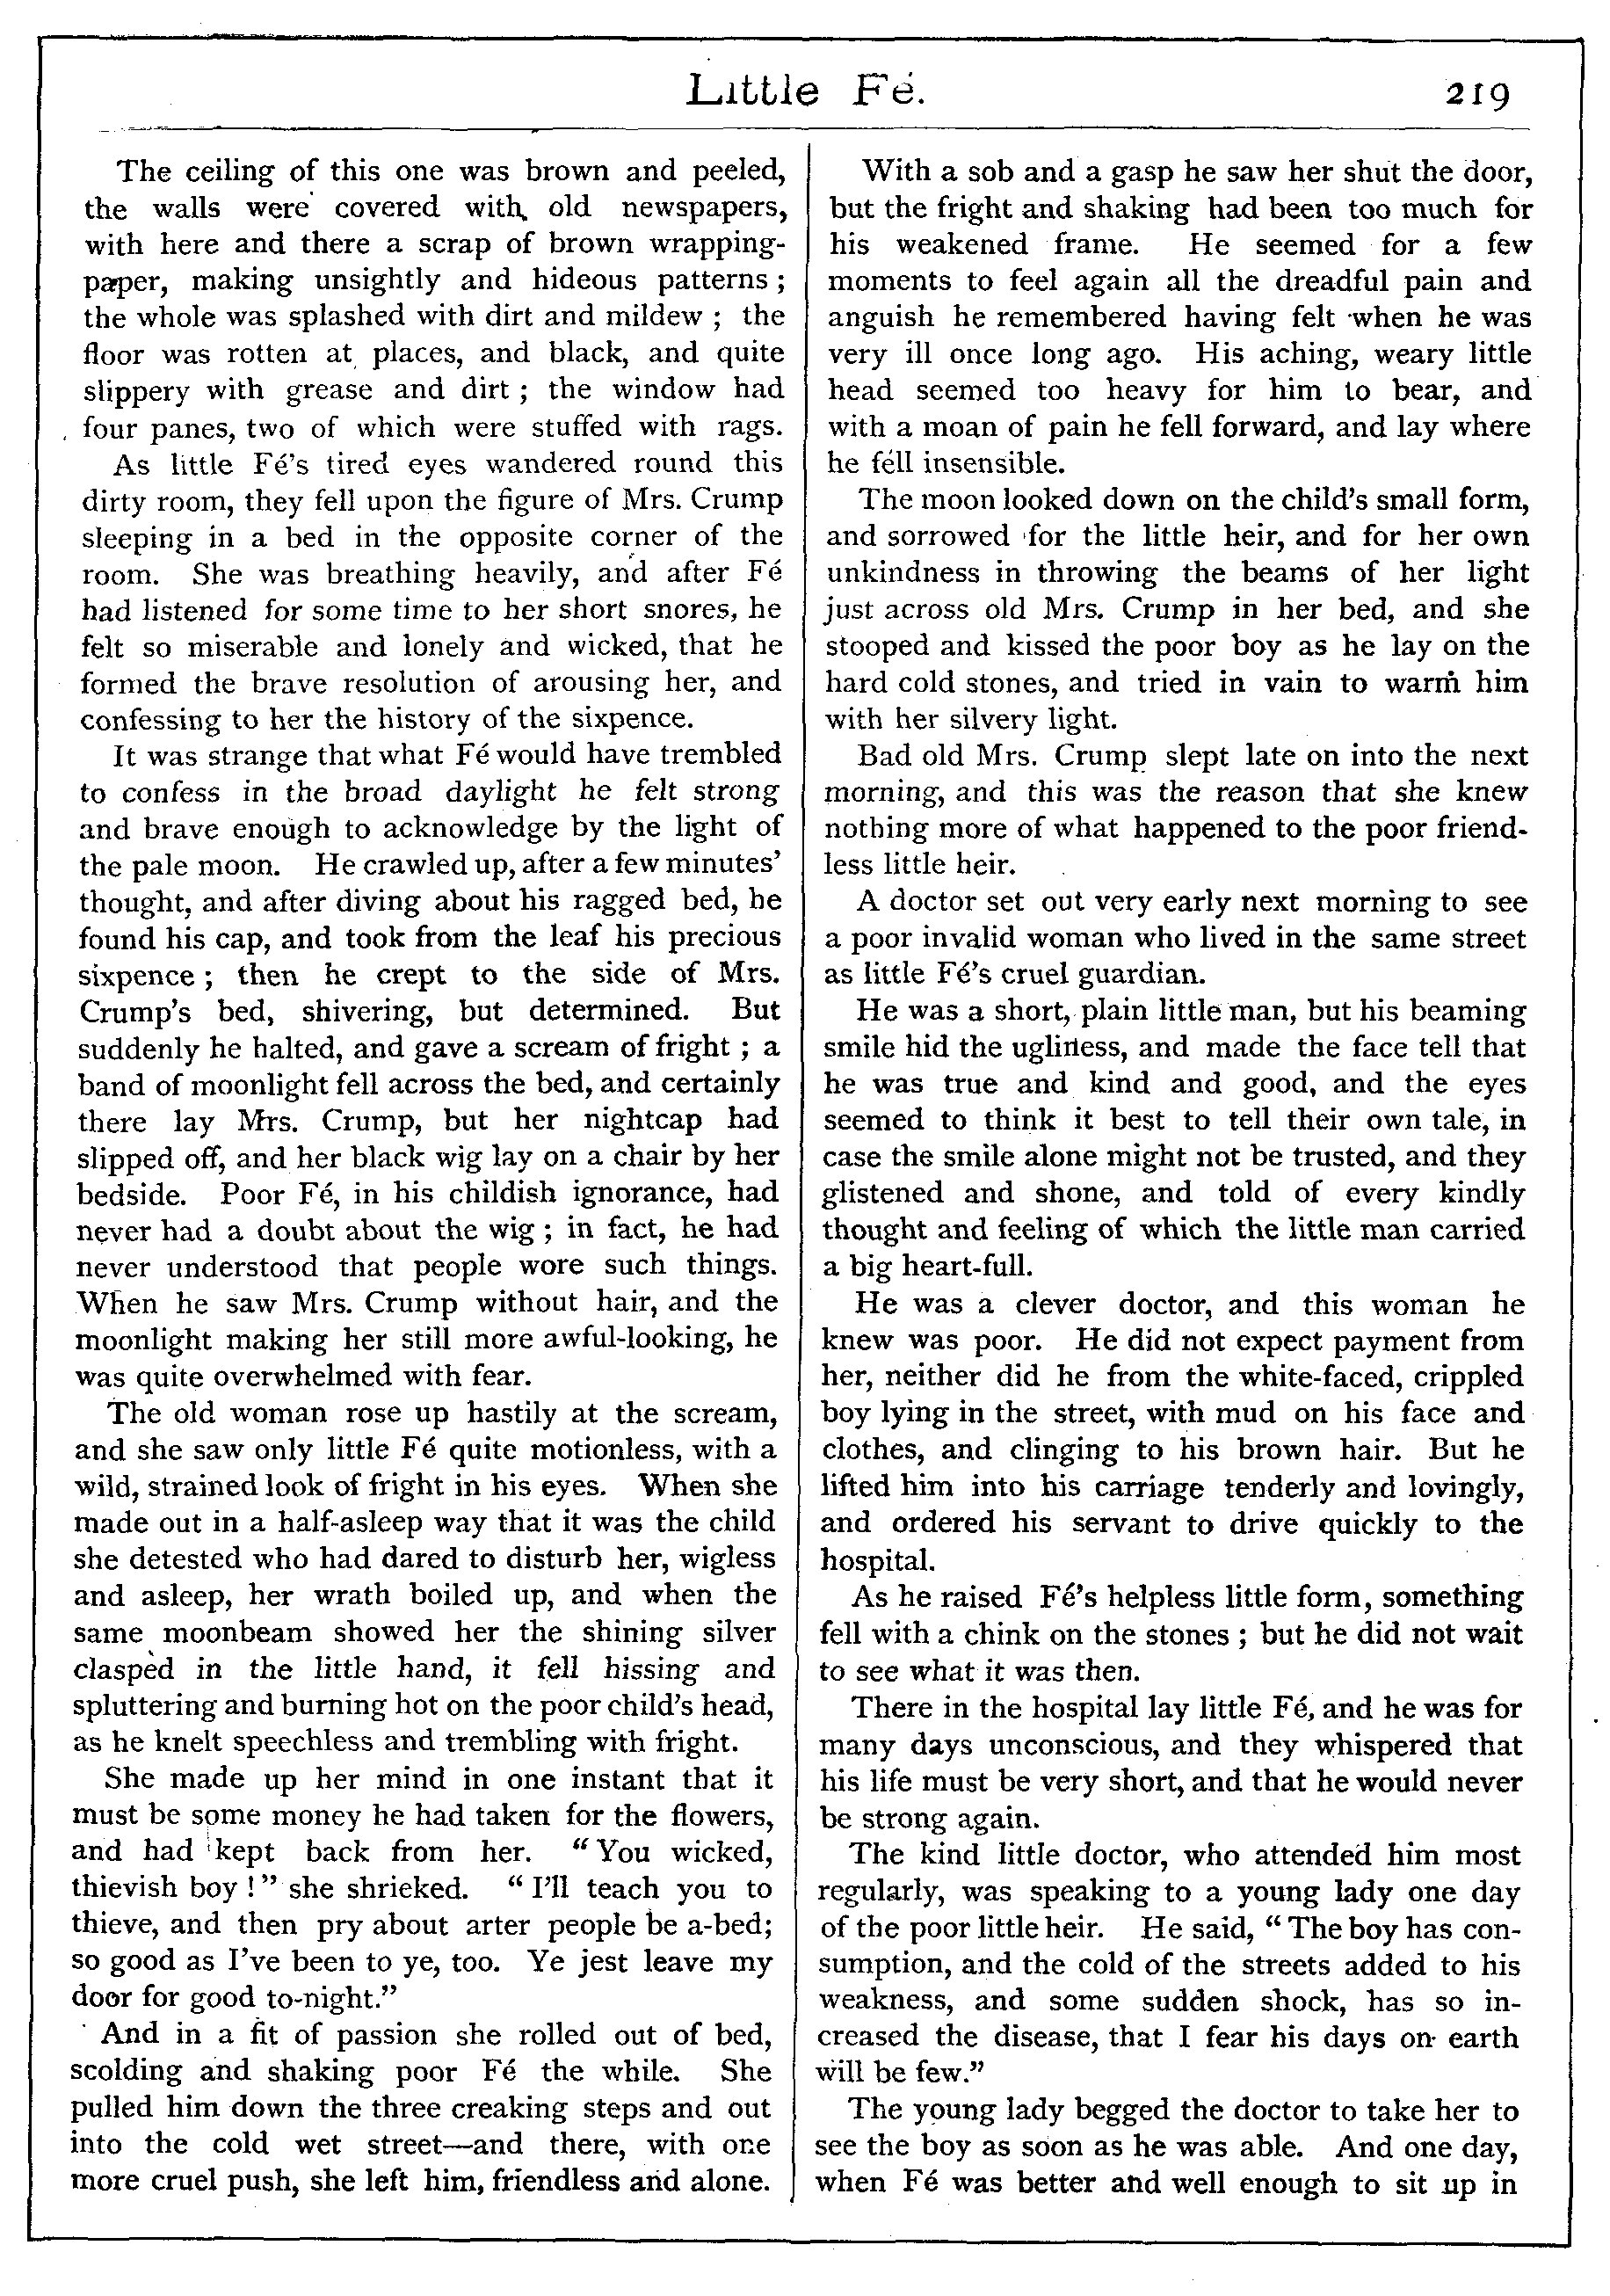 Little Fé.
219
The ceiling of this one was brown and peeled,
the walls were covered with old newspapers,
with here and there a scrap of brown wrapping-
paper, making unsightly and hideous patterns ;
the whole was splashed with dirt and mildew ; the
floor was rotten at places, and black, and quite
slippery with grease and dirt ; the window had
four panes, two of which were stuffed with rags.
As little Fé's tired eyes wandered round this
dirty room, they fell upon the figure of Mrs. Crump
sleeping in a bed in the opposite corner of the
room. She was breathing heavily, and after Fé
had listened for some time to her short snores, he
felt so miserable and lonely and wicked, that he
formed the brave resolution of arousing her, and
confessing to her the history of the sixpence.
It was strange that what Fé would have trembled
to confess in the broad daylight he felt strong
and brave enough to acknowledge by the light of
the pale moon. He crawled up, after a few minutes'
thought, and after diving about his ragged bed, he
found his cap, and took from the leaf his precious
sixpence ; then he crept to the side of Mrs.
Crump's bed, shivering, but determined. But
suddenly he halted, and gave a scream of fright ; a
band of moonlight fell across the bed, and certainly
there lay Mrs. Crump, but her nightcap had
slipped off, and her black wig lay on a chair by her
bedside. Poor Fé, in his childish ignorance, had
never had a doubt about the wig ; in fact, he had
never understood that people wore such things.
When he saw Mrs. Crump without hair, and the
moonlight making her still more awful-looking, he
was quite overwhelmed with fear.
The old woman rose up hastily at the scream,
and she saw only little Fé quite motionless, with a
wild, strained look of fright in his eyes. When she
made out in a half-asleep way that it was the child
she detested who had dared to disturb her, wigless
and asleep, her wrath boiled up, and when the
same moonbeam showed her the shining silver
clasped in the little hand, it fell hissing and
spluttering and burning hot on the poor child's head,
as he knelt speechless and trembling with fright.
She made up her mind in one instant that it
must be some money he had taken for the flowers,
and had kept back from her. "You wicked,
thievish boy !" she shrieked. "I'll teach you to
thieve, and then pry about arter people be a-bed;
so good as I've been to ye, too. Ye jest leave my
door for good to-night."
And in a fit of passion she rolled out of bed,
scolding and shaking poor Fé the while. She
pulled him down the three creaking steps and out
into the cold wet street—and there, with one
more cruel push, she left him, friendless and alone.
With a sob and a gasp he saw her shut the door,
but the fright and shaking had been too much for
his weakened frame. He seemed for a few
moments to feel again all the dreadful pain and
anguish he remembered having felt when he was
very ill once long ago. His aching, weary little
head seemed too heavy for him to bear, and
with a moan of pain he fell forward, and lay where
he fell insensible.
The moon looked down on the child's small form,
and sorrowed for the little heir, and for her own
unkindness in throwing the beams of her light
just across old Mrs. Crump in her bed, and she
stooped and kissed the poor boy as he lay on the
hard cold stones, and tried in vain to warm him
with her silvery light.
Bad old Mrs. Crump slept late on into the next
morning, and this was the reason that she knew
nothing more of what happened to the poor friend-
less little heir.
A doctor set out very early next morning to see
a poor invalid woman who lived in the same street
as little Fé's cruel guardian.
He was a short, plain little man, but his beaming
smile hid the ugliness, and made the face tell that
he was true and kind and good, and the eyes
seemed to think it best to tell their own tale, in
case the smile alone might not be trusted, and they
glistened and shone, and told of every kindly
thought and feeling of which the little man carried
a big heart-full.
He was a clever doctor, and this woman he
knew was poor. He did not expect payment from
her, neither did he from the white-faced, crippled
boy lying in the street, with mud on his face and
clothes, and clinging to his brown hair. But he
lifted him into his carriage tenderly and lovingly,
and ordered his servant to drive quickly to the
hospital.
As he raised Fé's helpless little form, something
fell with a chink on the stones ; but he did not wait
to see what it was then.
There in the hospital lay little Fé, and he was for
many days unconscious, and they whispered that
his life must be very short, and that he would never
be strong again.
The kind little doctor, who attended him most
regularly, was speaking to a young lady one day
of the poor little heir. He said, "The boy has con-
sumption, and the cold of the streets added to his
weakness, and some sudden shock, has so in-
creased the disease, that I fear his days on earth
will be few."
The young lady begged the doctor to take her to
see the boy as soon as he was able. And one day,
when Fé was better and well enough to sit up in